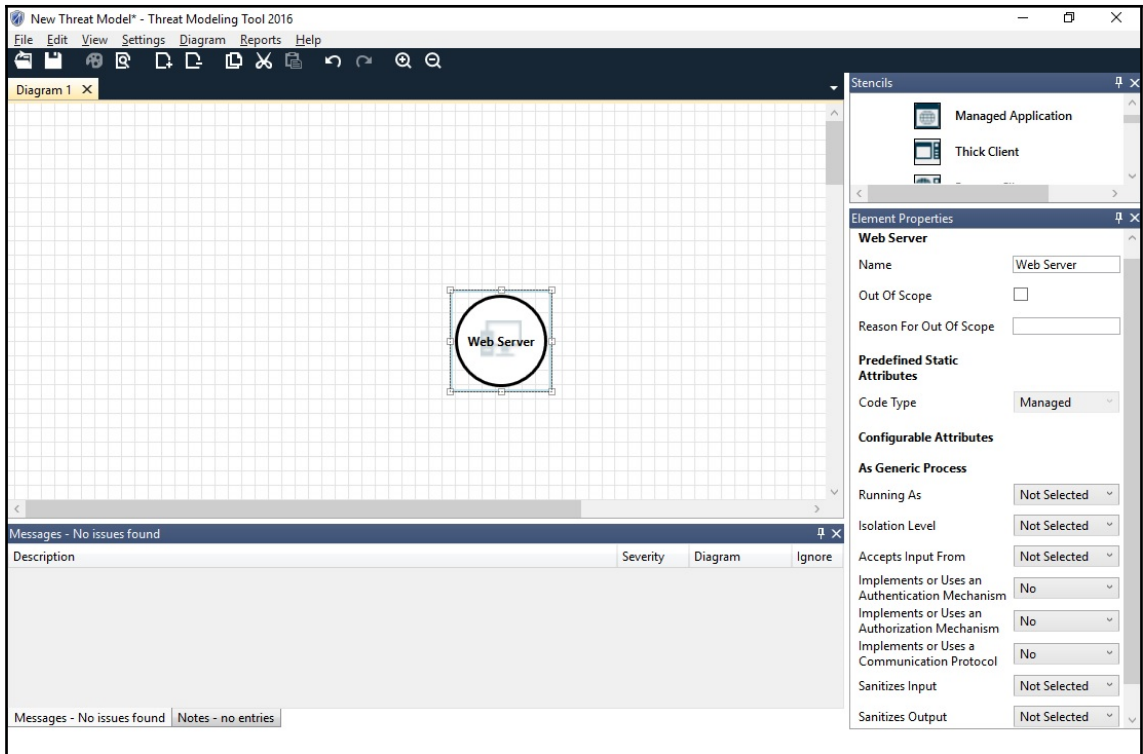 New Threat Model* - Threat Modeling Tool 2016
File Edit View Settings Diagram Reports Help
Diagram 1
Web Server
Messages - No issues found
Description Severity Diagram Ignore
Messages - No issues found Notes - no entries
Stencils
Managed Application
Thick Client
Element Properties
Web Server
Name Web Server
Out Of Scope
Reason For Out Of Scope
Predefined Static
Attributes
Code Type Managed
Configurable Attributes
As Generic Process
Running As Not Selected
Isolation Level Not Selected
Accepts Input From Not Selected
Implements or Uses an
Authentication Mechanism No
Implements or Uses an
Authorization Mechanism No
Implements or Uses a
Communication Protocol No
Sanitizes Input Not Selected
Sanitizes Output Not Selected